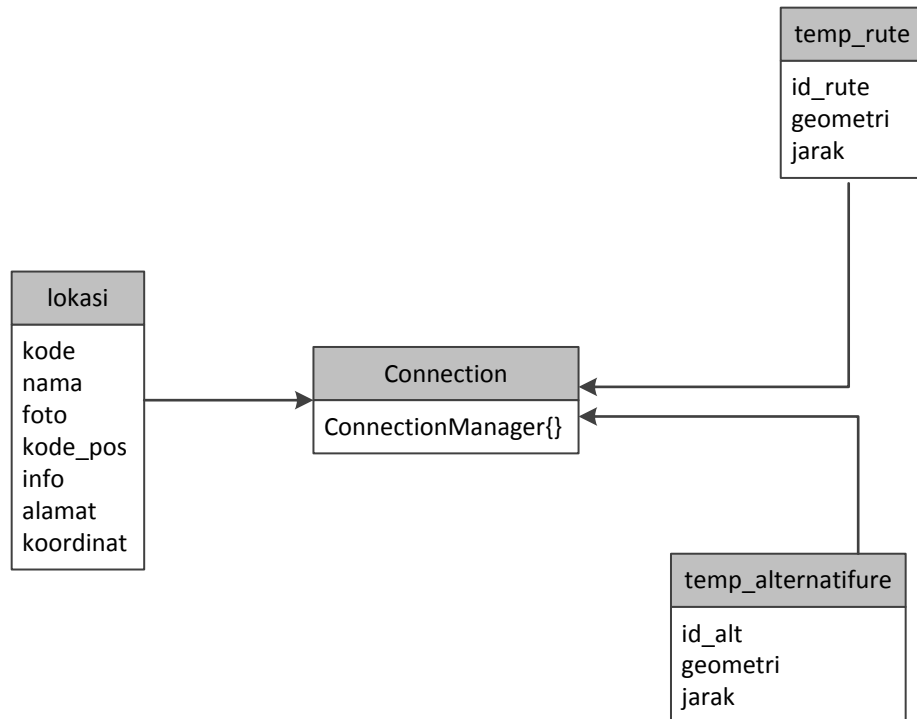 temp_rute
id_rute
geometri
jarak
lokasi
kode
nama
foto
kode_pos
info
alamat
koordinat
Connection
ConnectionManager{}
temp_alternatifure
id_alt
geometri
jarak